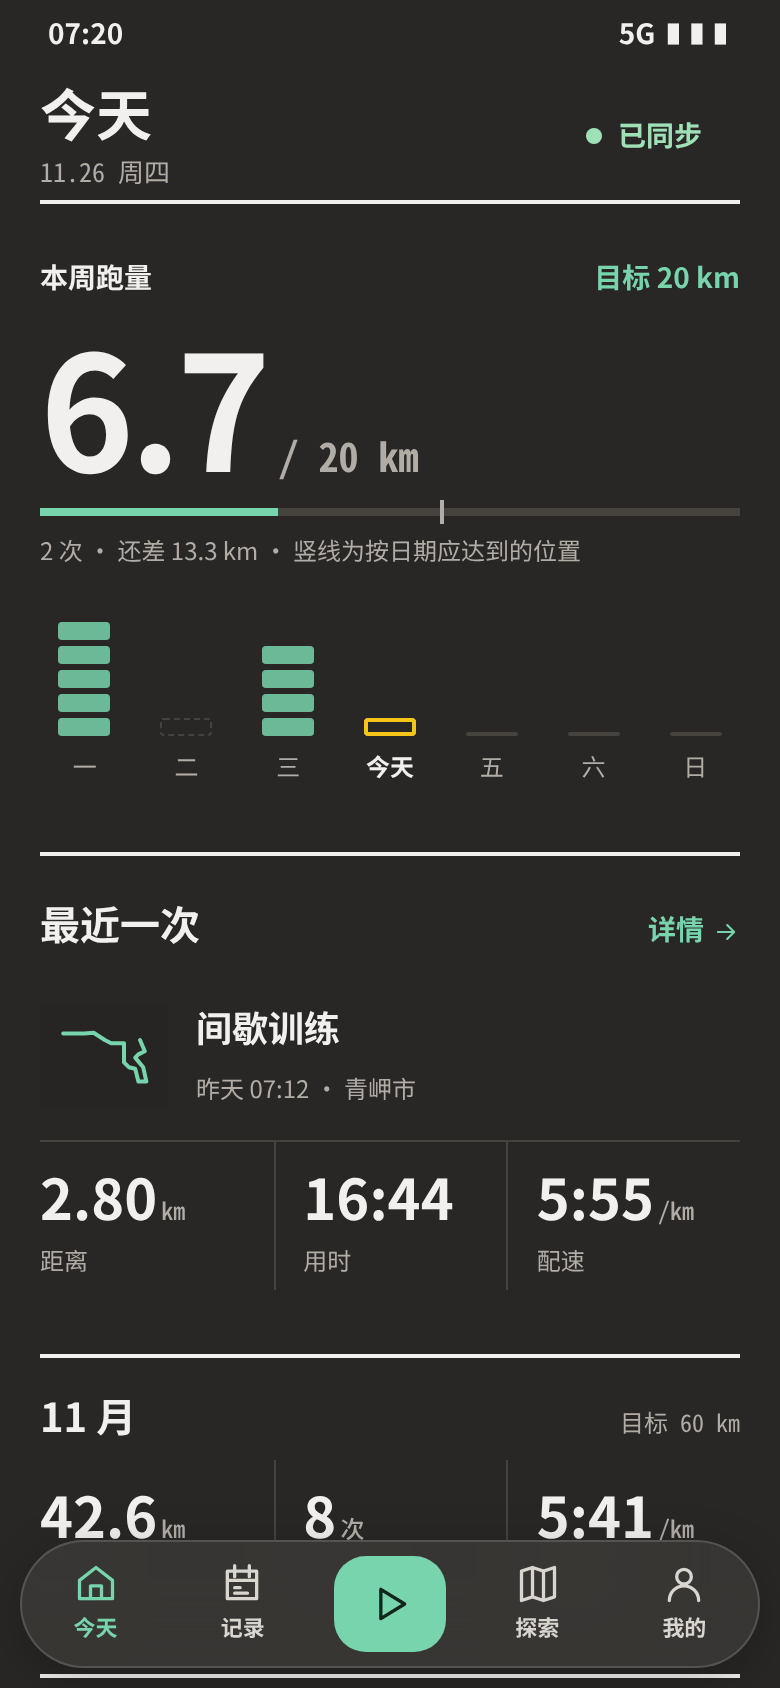 07:20 5G
今天
已同步
11.26 周四
本周跑量 目标 20 km
6.7 / 20 km
2 次 • 还差 13.3 km • 竖线为按日期应达到的位置
一 二 三 今天 五 六 日
最近一次 详情 →
间歇训练
昨天 07:12 • 青岬市
2.80 km 16:44 5:55 /km
距离 用时 配速
11 月 目标 60 km
42.6 km 8 次 5:41 /km
今天 记录 探索 我的